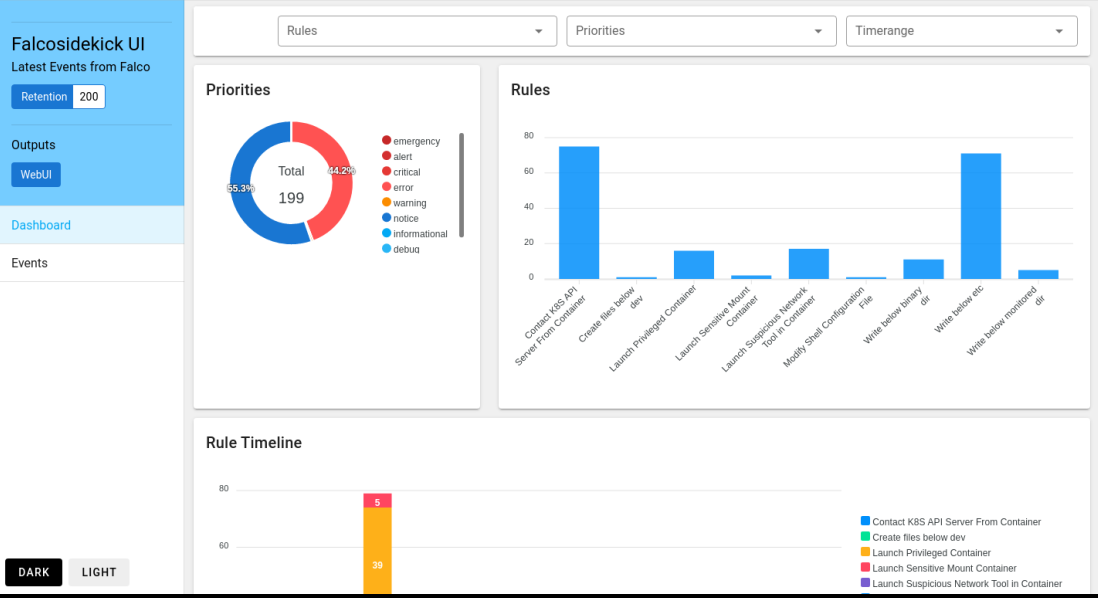 Falcosidekick UI
Latest Events from Falco
Retention 200
Outputs
WebUI
Dashboard
Events
DARK LIGHT
Rules Priorities Timerange
Priorities
55.3%
44.2%
Total
199
emergency
alert
critical
error
warning
notice
informational
debug
Rules
80
60
40
20
0
Contact K8S API
Server From Container
Create files below
dev
Launch Privileged Container
Launch Sensitive Mount
Container
Launch Suspicious Network
Tool in Container
Modify Shell Configuration
File
Write below binary
dir
Write below etc
Write below monitored
dir
Rule Timeline
80
60
5
39
Contact K8S API Server From Container
Create files below dev
Launch Privileged Container
Launch Sensitive Mount Container
Launch Suspicious Network Tool in Container